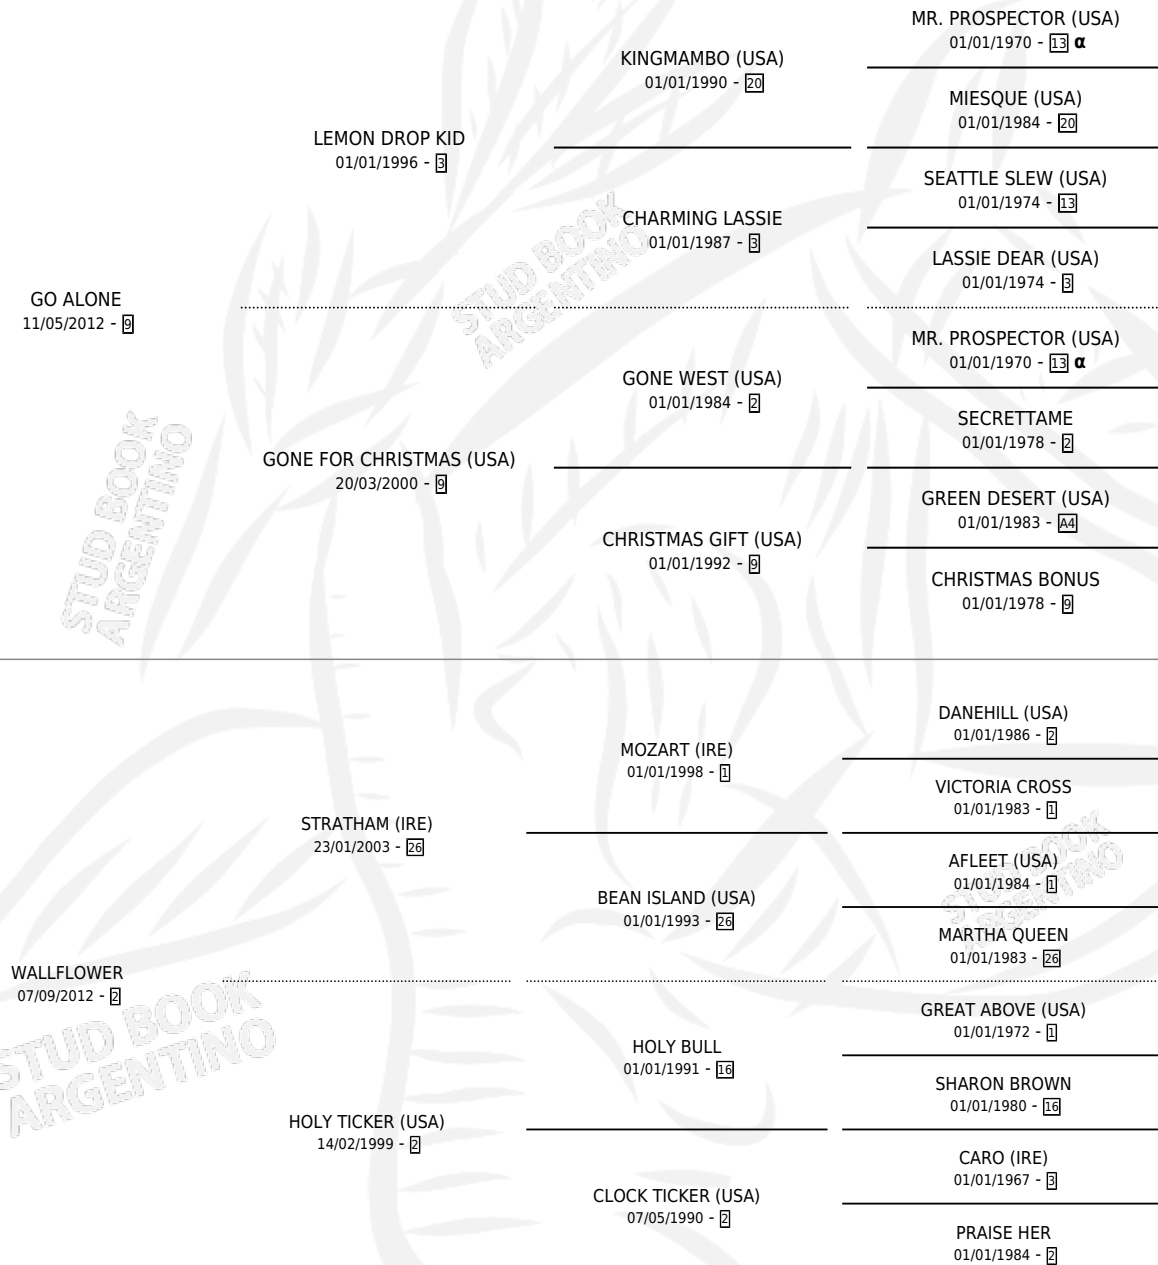 MR. PROSPECTOR (USA)
01/01/1970 - 13 α
KINGMAMBO (USA)
01/01/1990 - 20
MIESQUE (USA)
01/01/1984 - 20
LEMON DROP KID
01/01/1996 - 3
SEATTLE SLEW (USA)
01/01/1974 - 13
CHARMING LASSIE
01/01/1987 - 3
LASSIE DEAR (USA)
01/01/1974 - 3
GO ALONE
11/05/2012 - 9
MR. PROSPECTOR (USA)
01/01/1970 - 13 α
GONE WEST (USA)
01/01/1984 - 2
SECRETTAME
01/01/1978 - 2
GONE FOR CHRISTMAS (USA)
20/03/2000 - 9
GREEN DESERT (USA)
01/01/1983 - A4
CHRISTMAS GIFT (USA)
01/01/1992 - 9
CHRISTMAS BONUS
01/01/1978 - 9
DANEHILL (USA)
01/01/1986 - 2
MOZART (IRE)
01/01/1998 - 1
VICTORIA CROSS
01/01/1983 - 1
STRATHAM (IRE)
23/01/2003 - 26
AFLEET (USA)
01/01/1984 - 1
BEAN ISLAND (USA)
01/01/1993 - 26
MARTHA QUEEN
01/01/1983 - 26
WALLFLOWER
07/09/2012 - 2
GREAT ABOVE (USA)
01/01/1972 - 1
HOLY BULL
01/01/1991 - 16
SHARON BROWN
01/01/1980 - 16
HOLY TICKER (USA)
14/02/1999 - 2
CARO (IRE)
01/01/1967 - 3
CLOCK TICKER (USA)
07/05/1990 - 2
PRAISE HER
01/01/1984 - 2
STUD BOOK
ARGENTINO
STUD BOOK
ARGENTINO
STUD BOOK
ARGENTINO
STUD BOOK
ARGENTINO